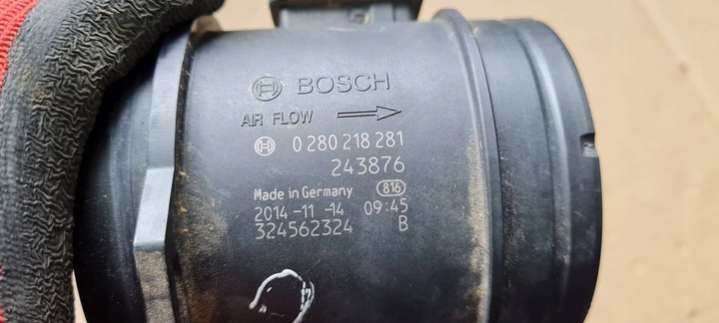 BOSCH
AIR FLOW
0 280 218 281
243876
Made in Germany 816
2014-11-14 09:45
324562324 B